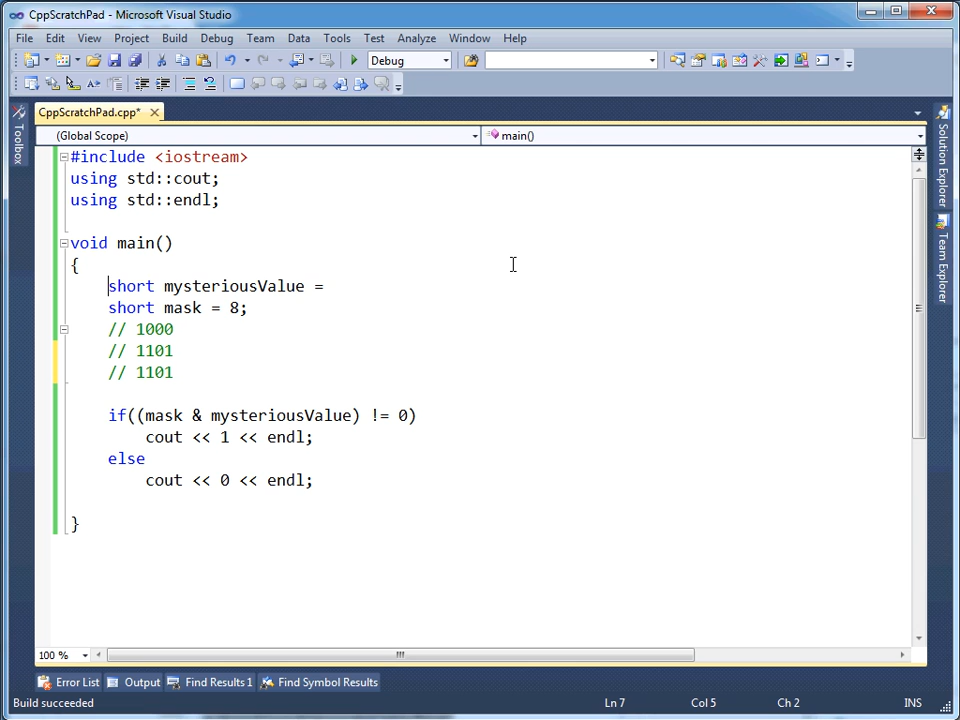 CppScratchPad - Microsoft Visual Studio
File Edit View Project Build Debug Team Data Tools Test Analyze Window Help
Debug
CppScratchPad.cpp*
(Global Scope) main()
Toolbox
#include <iostream>
using std::cout;
using std::endl;
void main()
{
short mysteriousValue =
short mask = 8;
// 1000
// 1101
// 1101
if((mask & mysteriousValue) != 0)
cout << 1 << endl;
else
cout << 0 << endl;
}
Solution Explorer
Team Explorer
100 %
Error List Output Find Results 1 Find Symbol Results
Build succeeded Ln 7 Col 5 Ch 2 INS